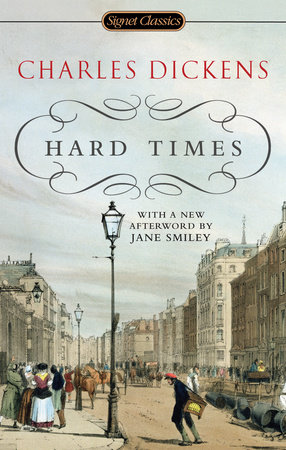 Signet Classics
CHARLES DICKENS
HARD TIMES
WITH A NEW
AFTERWORD BY
JANE SMILEY